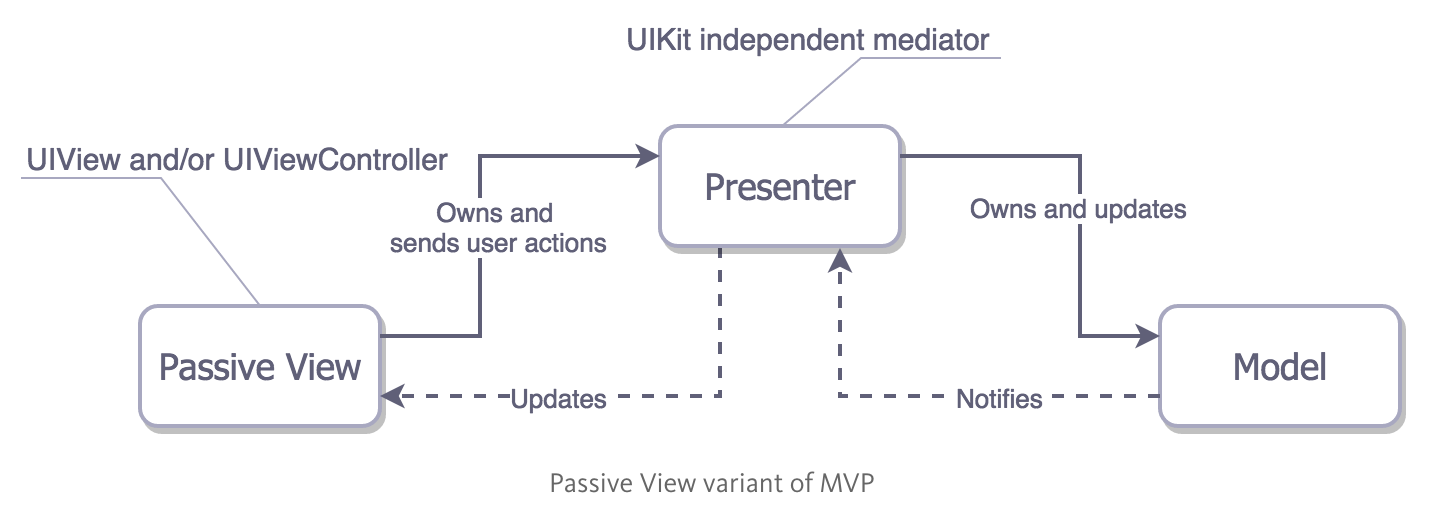 UIKit independent mediator
UIView and/or UIViewController
Presenter
Owns and
sends user actions
Owns and updates
Passive View
Model
Updates
Notifies
Passive View variant of MVP